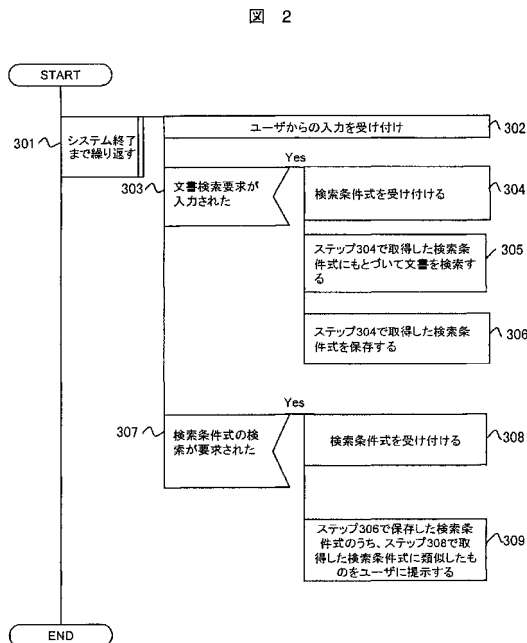 図 2
START
301
システム終了
まで繰り返す
ユーザからの入力を受け付け
302
303
文書検索要求が
入力された
Yes
検索条件式を受け付ける
304
ステップ304で取得した検索条
件式にもとづいて文書を検索す
る
305
ステップ304で取得した検索条
件式を保存する
306
307
検索条件式の検
索が要求された
Yes
検索条件式を受け付ける
308
ステップ306で保存した検索条件
式のうち、ステップ308で取
得した検索条件式に類似したも
のをユーザに提示する
309
END